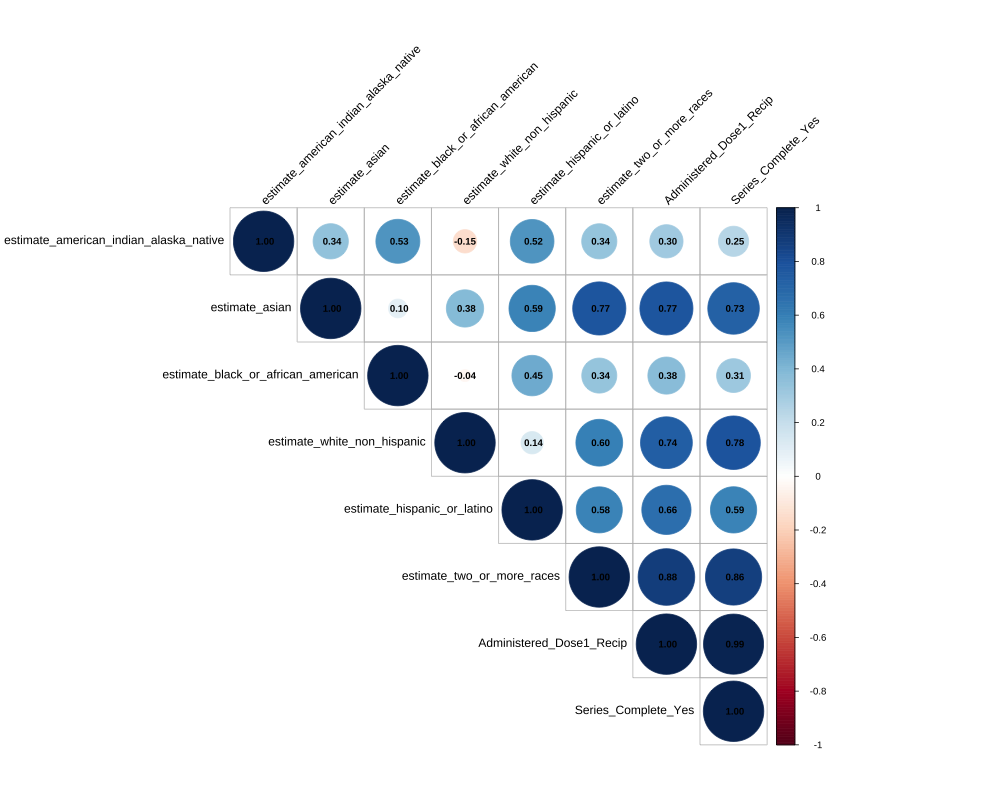 estimate_american_indian_alaska_native
estimate_asian
estimate_black_or_african_american
estimate_white_non_hispanic
estimate_hispanic_or_latino
estimate_two_or_more_races
Administered_Dose1_Recip
Series_Complete_Yes
estimate_american_indian_alaska_native 1.00 0.34 0.53 -0.15 0.52 0.34 0.30 0.25
estimate_asian 1.00 0.10 0.38 0.59 0.77 0.77 0.73
estimate_black_or_african_american 1.00 -0.04 0.45 0.34 0.38 0.31
estimate_white_non_hispanic 1.00 0.14 0.60 0.74 0.78
estimate_hispanic_or_latino 1.00 0.58 0.66 0.59
estimate_two_or_more_races 1.00 0.88 0.86
Administered_Dose1_Recip 1.00 0.99
Series_Complete_Yes 1.00
1
0.8
0.6
0.4
0.2
0
-0.2
-0.4
-0.6
-0.8
-1